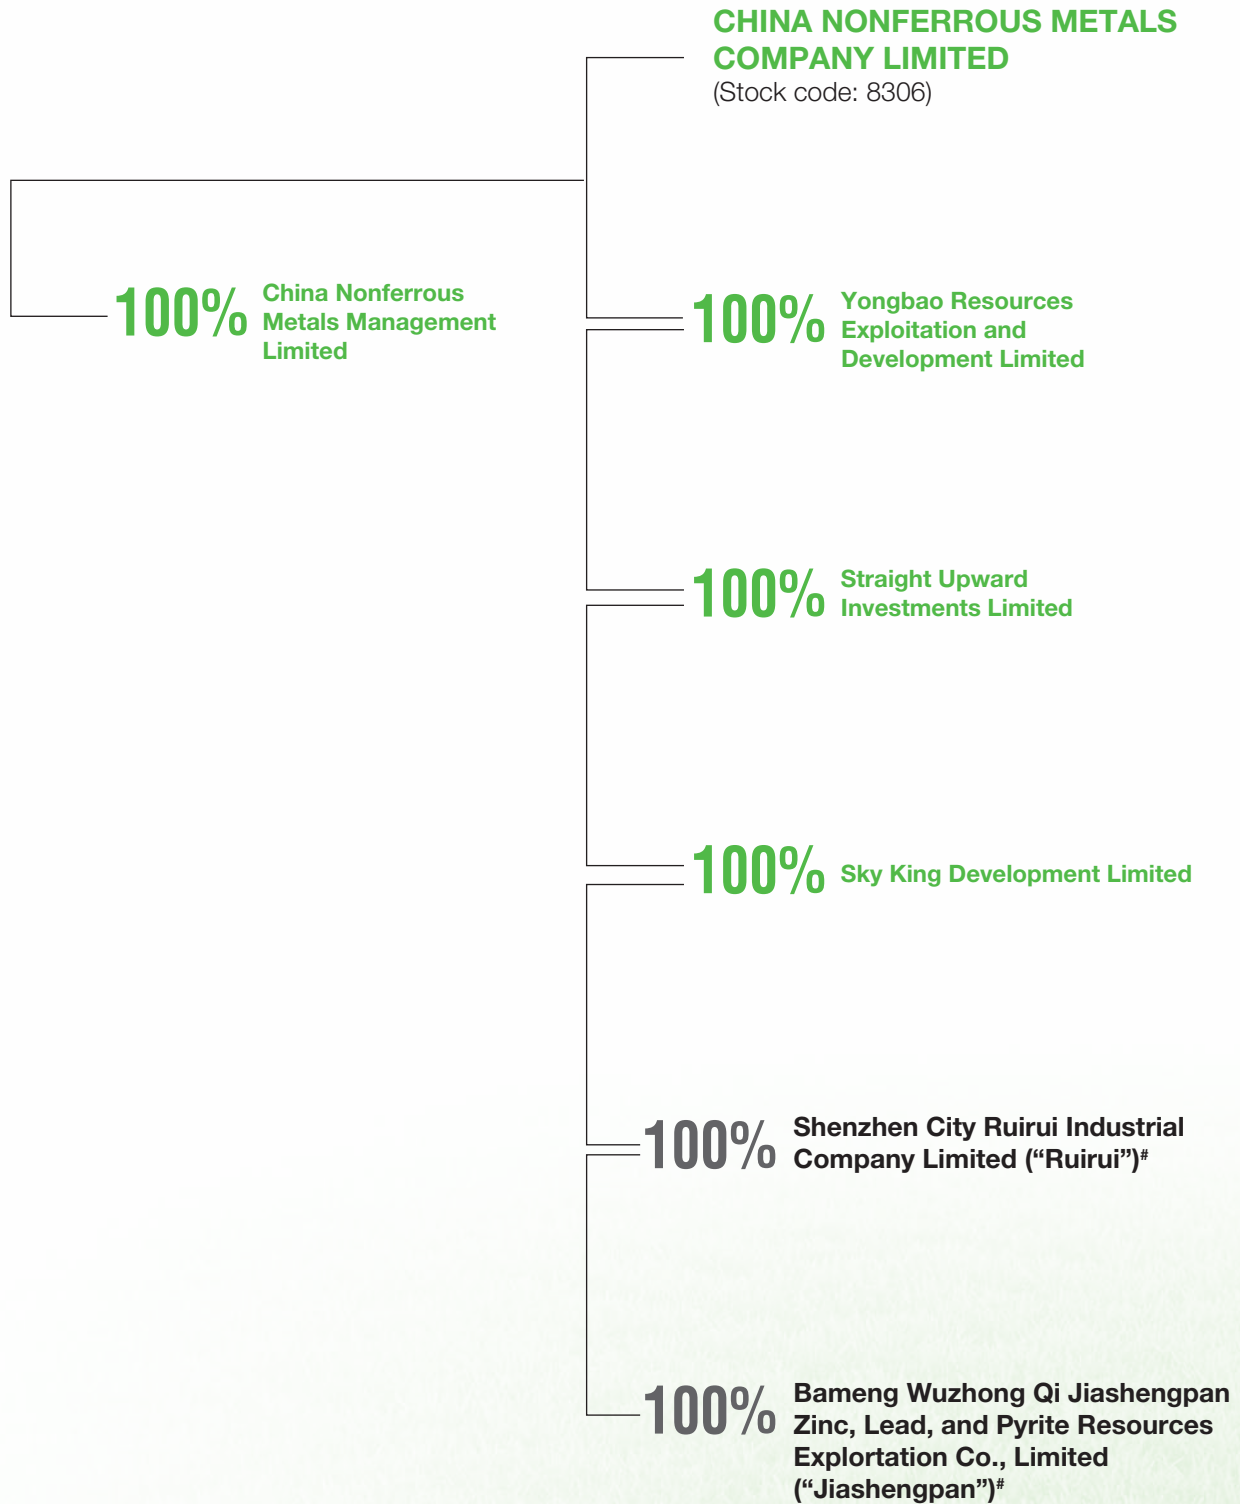 CHINA NONFERROUS METALS
COMPANY LIMITED
(Stock code: 8306)
100%
China Nonferrous
Metals Management
Limited
100%
Yongbao Resources
Exploitation and
Development Limited
100%
Straight Upward
Investments Limited
100%
Sky King Development Limited
100%
Shenzhen City Ruirui Industrial
Company Limited (“Ruirui”)#
100%
Bameng Wuzhong Qi Jiashengpan
Zinc, Lead, and Pyrite Resources
Explortation Co., Limited
(“Jiashengpan”)#